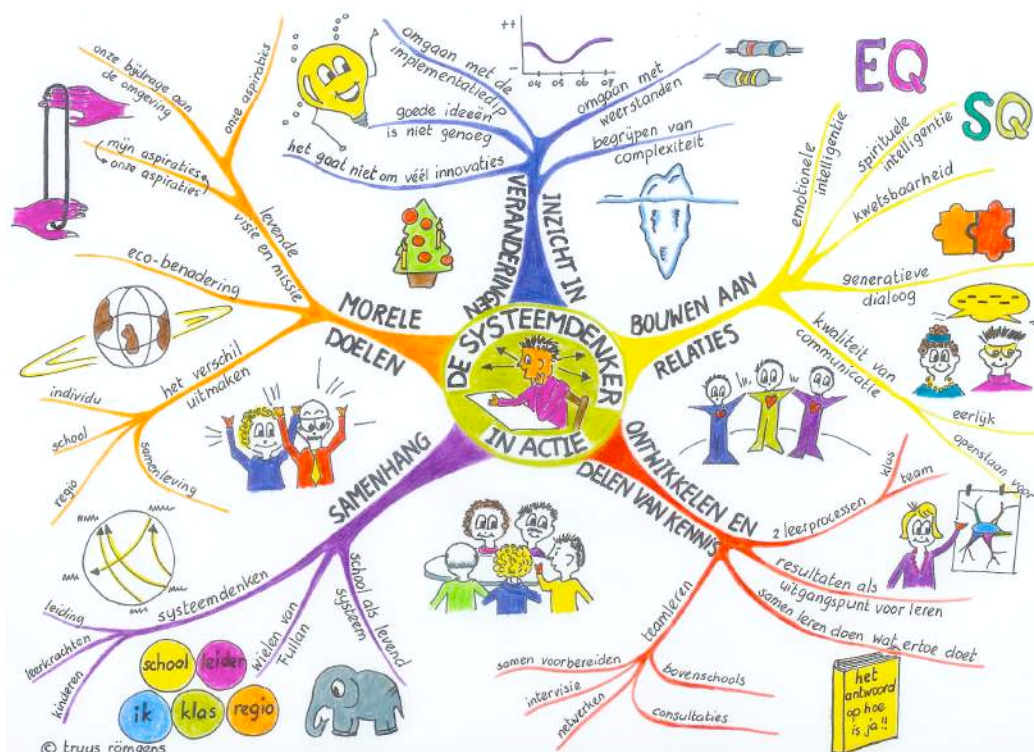 DE SYSTEEMDENKER
IN ACTIE
INZICHT IN
VERANDERINGEN
omgaan met de
implementatiedip
goede ideeën
is niet genoeg
het gaat niet om véél innovaties
++
-
04 05 06 07
omgaan met
weerstanden
begrijpen van
complexiteit
BOUWEN AAN
RELATIES
emotionele
intelligentie
EQ
spirituele
intelligentie
SQ
kwetsbaarheid
generatieve
dialoog
kwaliteit van
communicatie
eerlijk
openstaan voor
ONTWIKKELEN EN
DELEN VAN KENNIS
2 leerprocessen
klas
team
resultaten als
uitgangspunt voor leren
samen leren doen wat ertoe doet
het
antwoord
op hoe
is ja!!
teamleren
bovenschools
consultaties
netwerken
intervisie
samen voorbereiden
SAMENHANG
school als levend
systeem
wielen van
Fullan
systeemdenken
leiding
leerkrachten
kinderen
school
leider
ik
klas
regio
MORELE
DOELEN
levende
visie en missie
onze aspiraties
onze bijdrage aan
de omgeving
mijn aspiraties
onze aspiraties
eco-benadering
het verschil
uitmaken
individu
school
regio
samenleving
© truus römgens